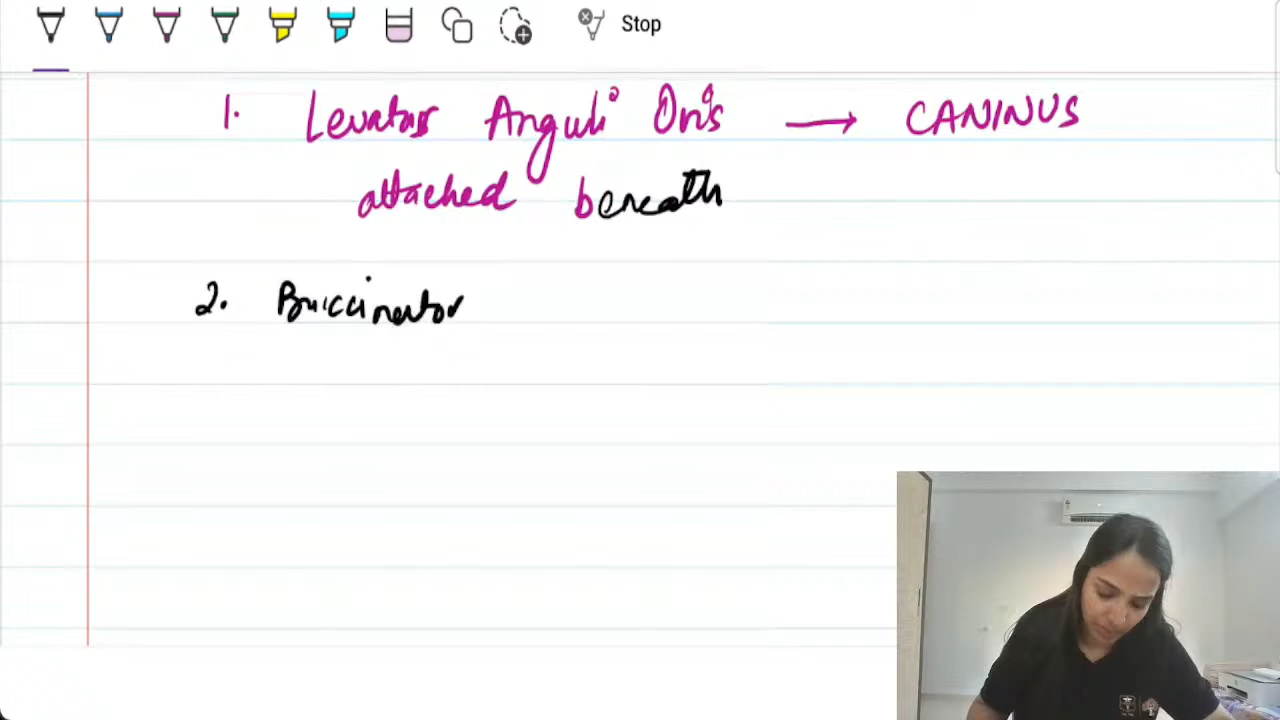 Stop
1. Levator Anguli Oris → CANINUS
attached beneath
2. Buccinator